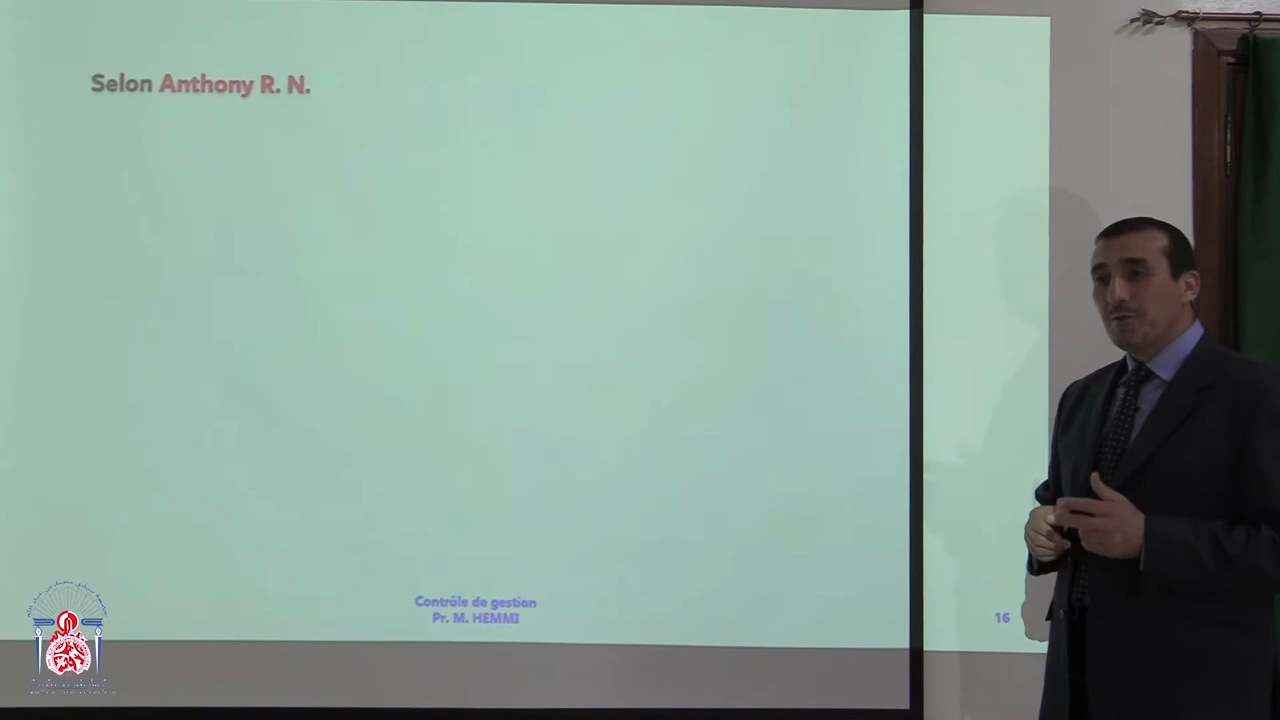 Selon Anthony R. N.
Contrôle de gestion
Pr. M. HEMMI
16